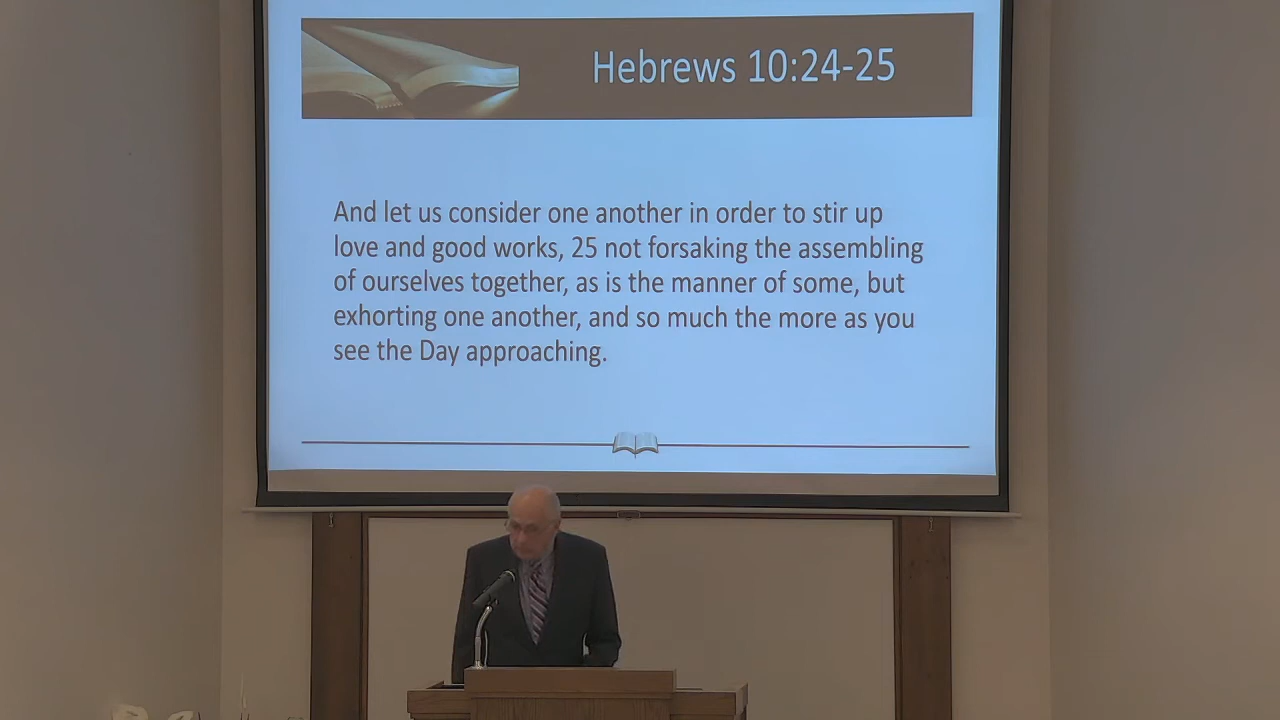 Hebrews 10:24-25
And let us consider one another in order to stir up
love and good works, 25 not forsaking the assembling
of ourselves together, as is the manner of some, but
exhorting one another, and so much the more as you
see the Day approaching.